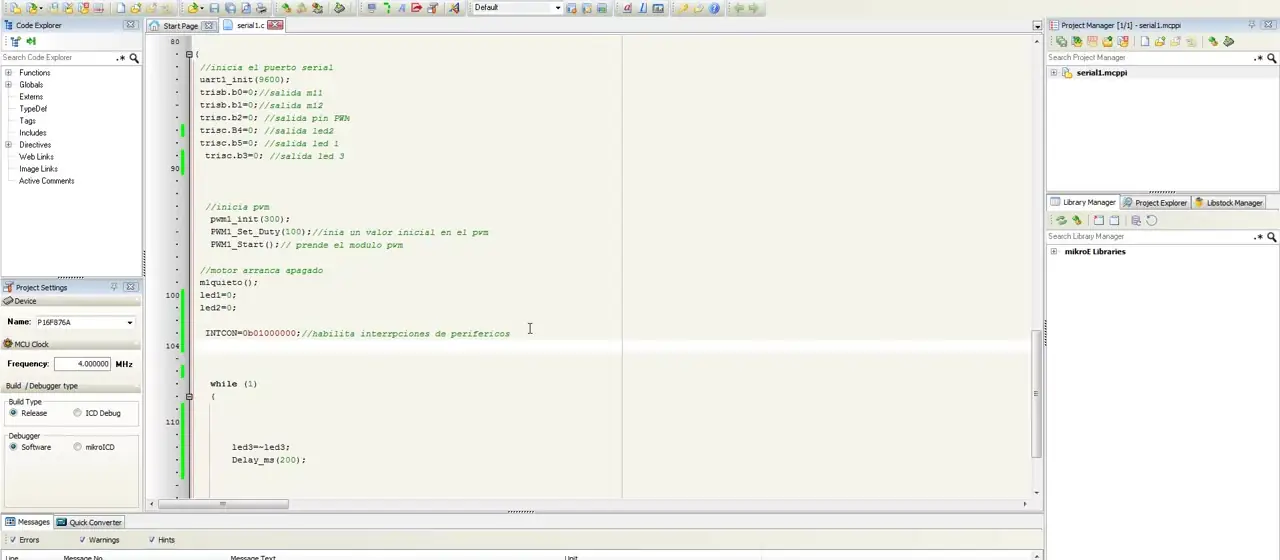 Default
Code Explorer
Start Page
serial1.c
Project Manager [1/1] - serial1.mcppi
Search Code Explorer
Functions
Globals
Externs
TypeDef
Tags
Includes
Directives
Web Links
Image Links
Active Comments
Project Settings
Device
Name: P16F876A
MCU Clock
Frequency: 4.000000 MHz
Build / Debugger type
Build Type
Release ICD Debug
Debugger
Software mikroICD
80
{
//inicia el puerto serial
uart1_init(9600);
trisb.b0=0;//salida m11
trisb.b1=0;//salida m12
trisc.b2=0; //salida pin PWM
trisc.B4=0; //salida led2
trisc.b5=0; //salida led 1
trisc.b3=0; //salida led 3
90
//inicia pvm
pwm1_init(300);
PWM1_Set_Duty(100);//inia un valor inicial en el pwm
PWM1_Start();// prende el modulo pwm
//motor arranca apagado
m1quieto();
100 led1=0;
led2=0;
INTCON=0b01000000;//habilita interrpciones de perifericos
104
while (1)
{
110
led3=~led3;
Delay_ms(200);
Search Project Manager
serial1.mcppi
Library Manager Project Explorer Libstock Manager
Search Library Manager
mikroE Libraries
Messages Quick Converter
Errors Warnings Hints
Line Message No. Message Text Unit